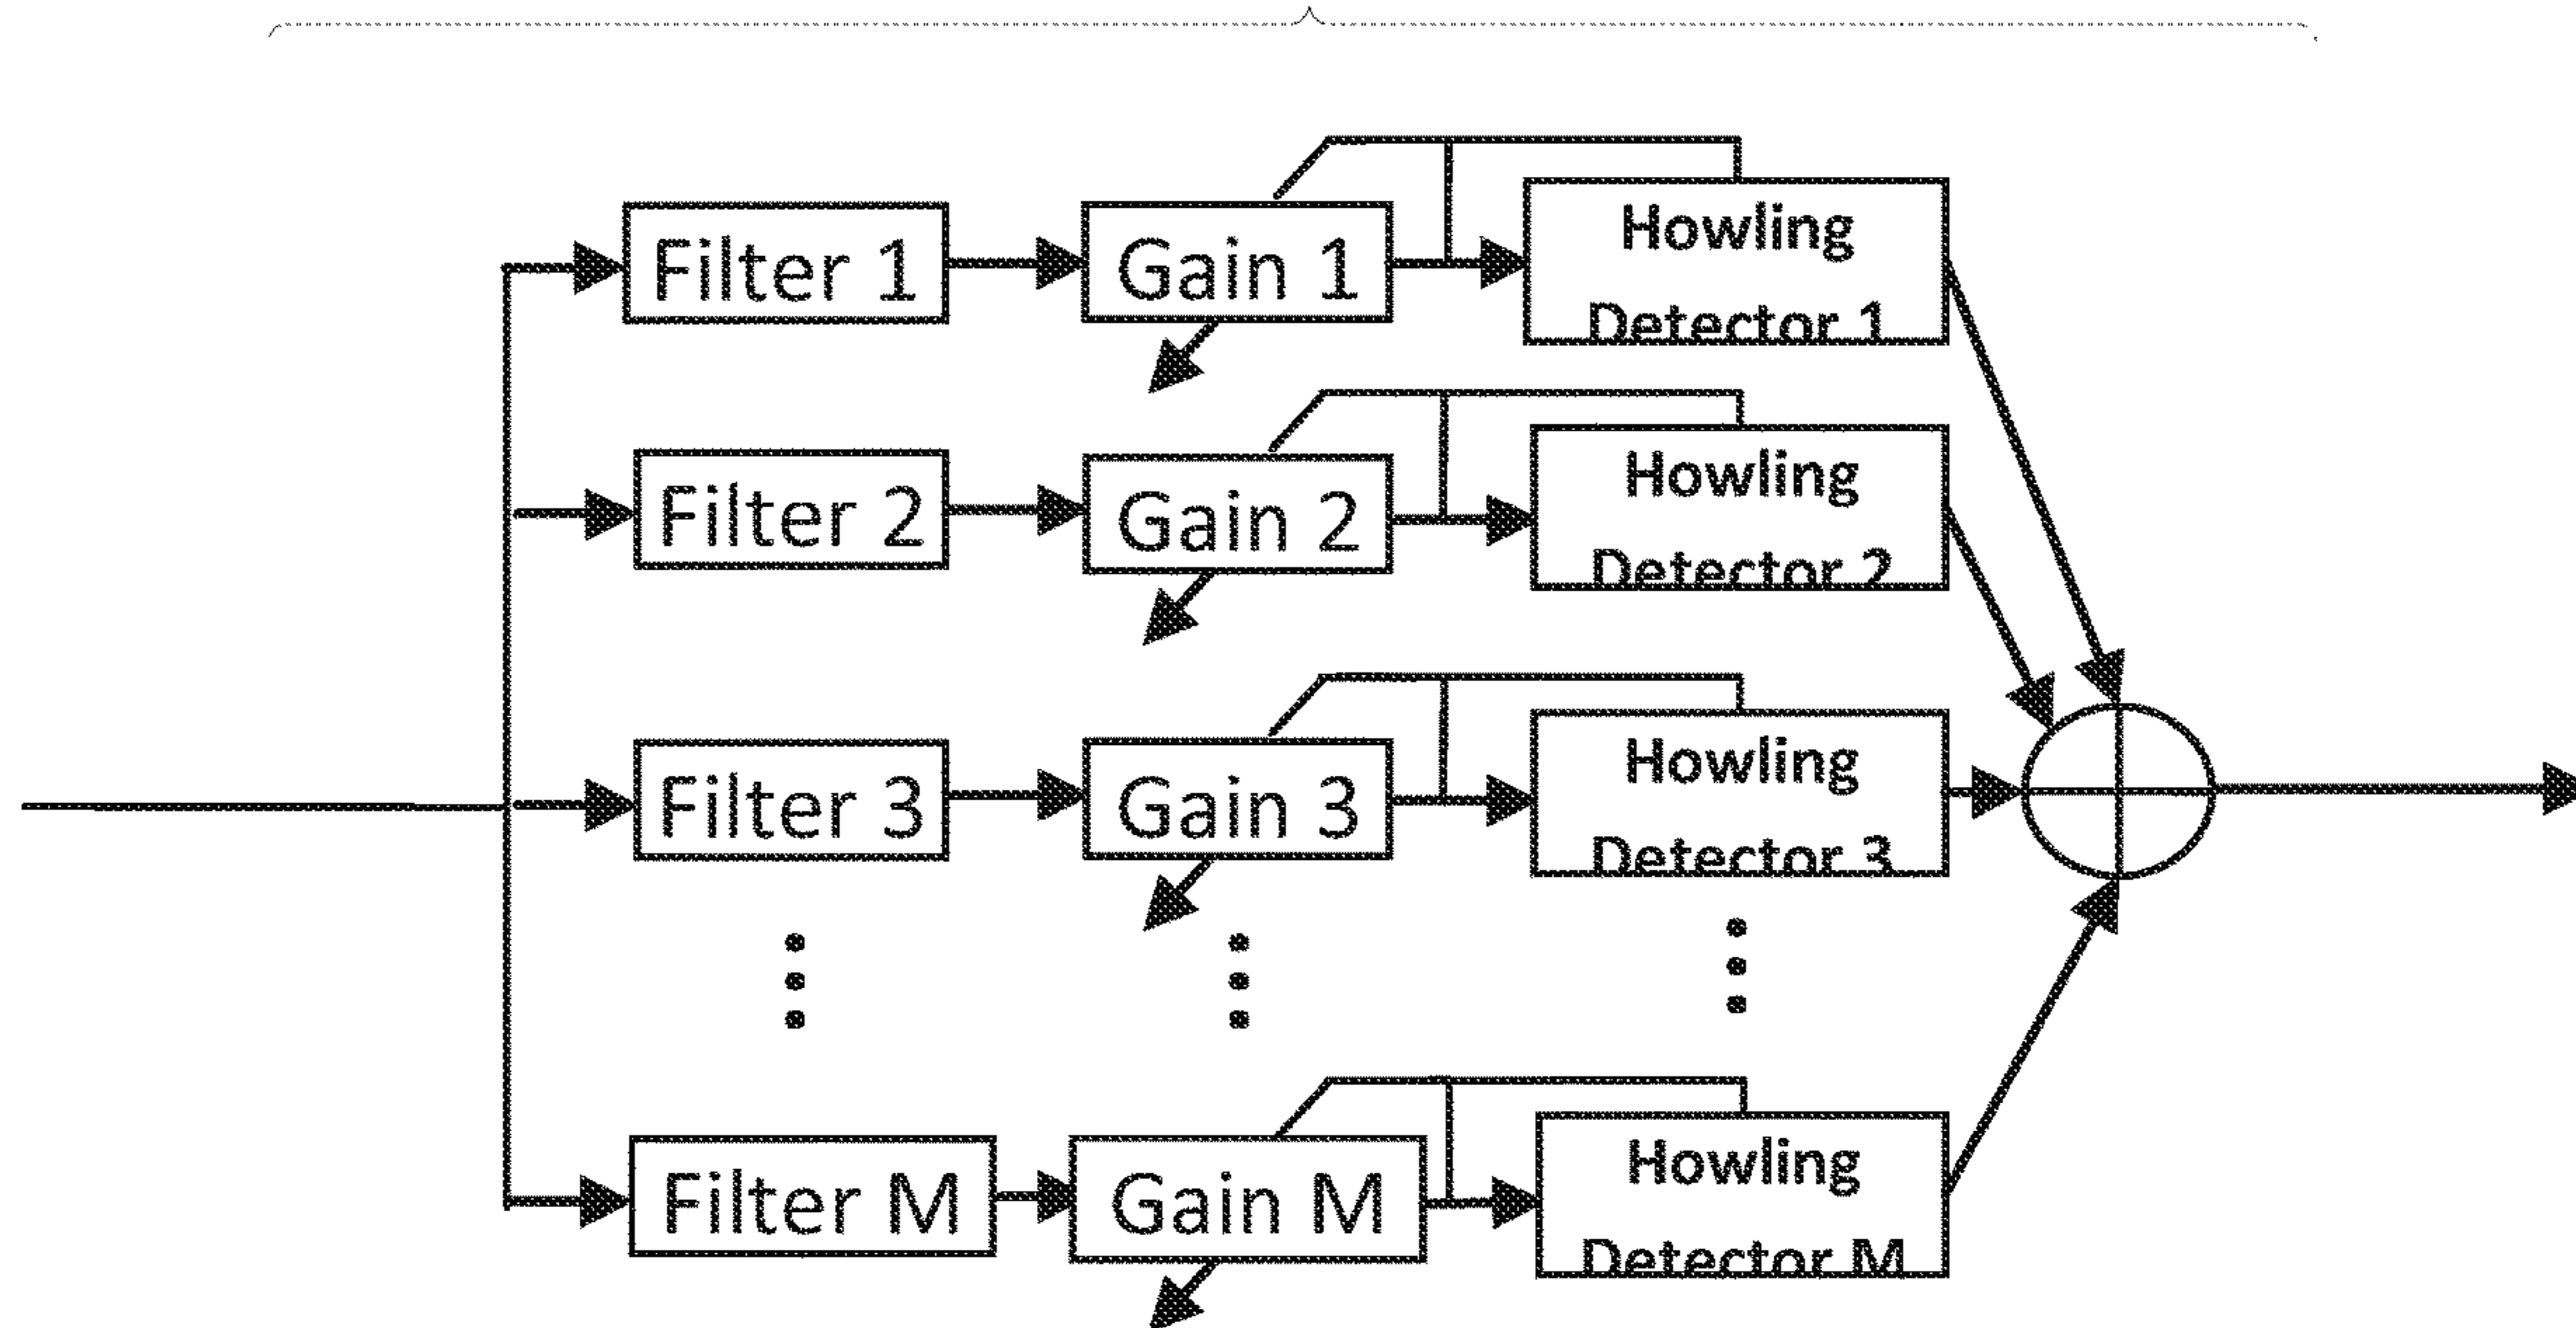 Filter 1
Gain 1
Howling
Detector 1
Filter 2
Gain 2
Howling
Detector 2
Filter 3
Gain 3
Howling
Detector 3
Filter M
Gain M
Howling
Detector M